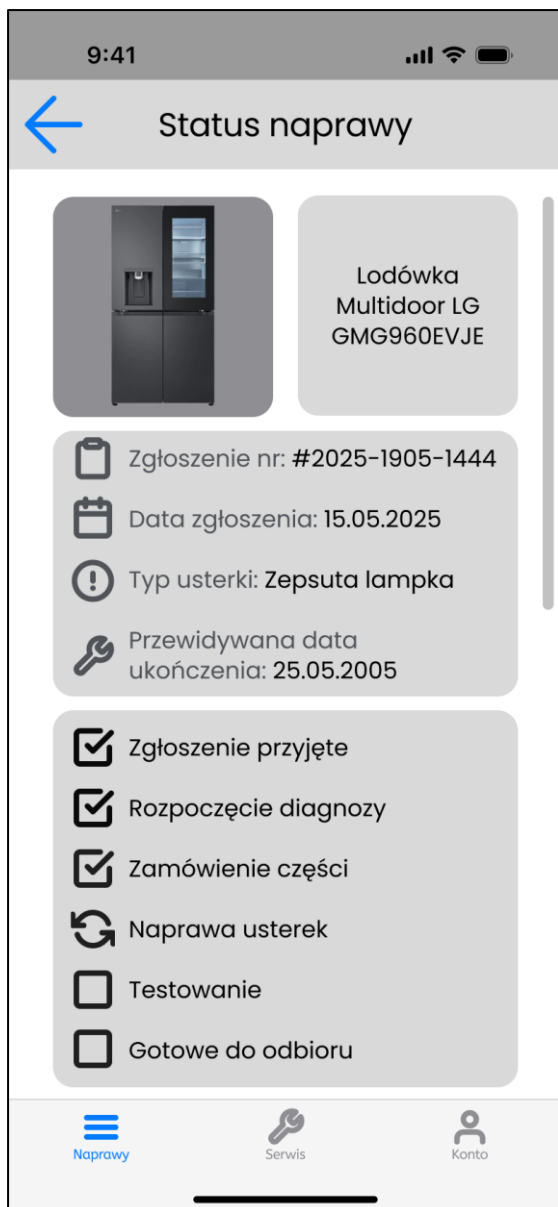 9:41
Status naprawy
Lodówka
Multidoor LG
GMG960EVJE
Zgłoszenie nr: #2025-1905-1444
Data zgłoszenia: 15.05.2025
Typ usterki: Zepsuta lampka
Przewidywana data
ukończenia: 25.05.2005
Zgłoszenie przyjęte
Rozpoczęcie diagnozy
Zamówienie części
Naprawa usterek
Testowanie
Gotowe do odbioru
Naprawy
Serwis
Konto